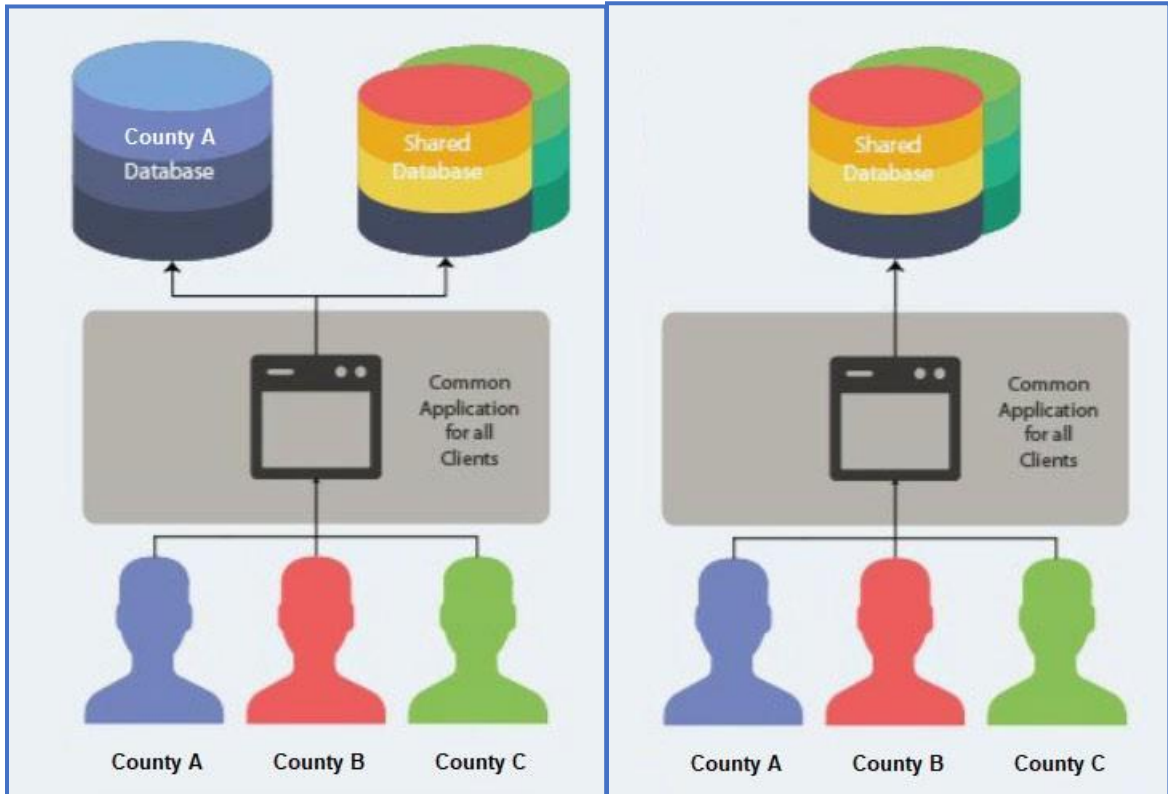 County A
Database
Shared
Database
Common
Application
for all
Clients
County A
County B
County C
Shared
Database
Common
Application
for all
Clients
County A
County B
County C